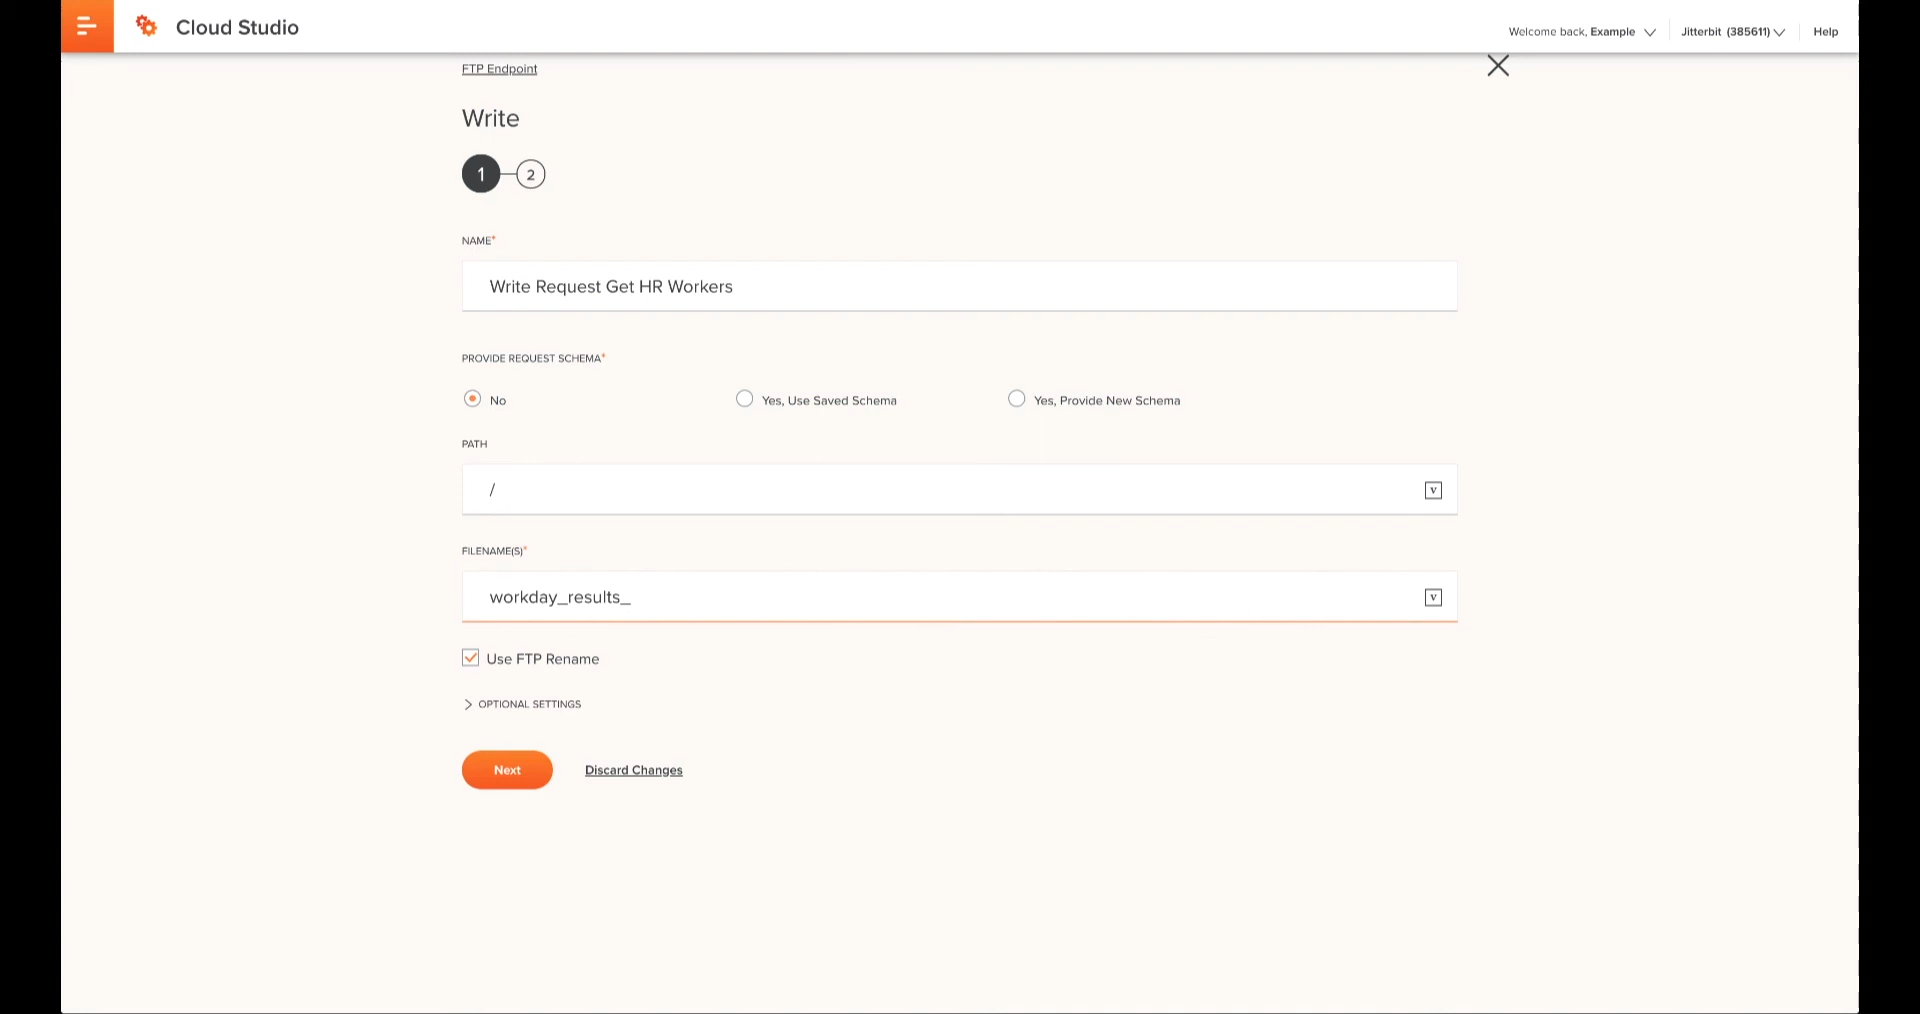 Cloud Studio
Welcome back, Example
Jitterbit (385611)
Help
FTP Endpoint
Write
1
2
NAME*
Write Request Get HR Workers
PROVIDE REQUEST SCHEMA*
No
Yes, Use Saved Schema
Yes, Provide New Schema
PATH
/
v
FILENAME(S)*
workday_results_
v
Use FTP Rename
OPTIONAL SETTINGS
Next
Discard Changes